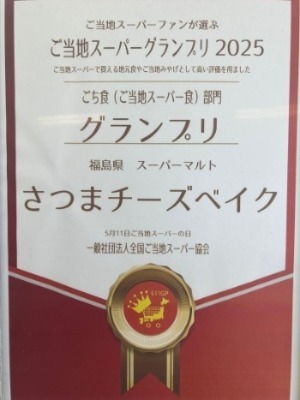 ご当地スーパーファンが選ぶ
ご当地スーパーグランプリ 2025
ご当地スーパーで買える地元食やご当地みやげとして高い評価を得ました
ごち食（ご当地スーパー食）部門
グランプリ
福島県 スーパーマルト
さつまチーズベイク
5月11日ご当地スーパーの日
一般社団法人全国ご当地スーパー協会